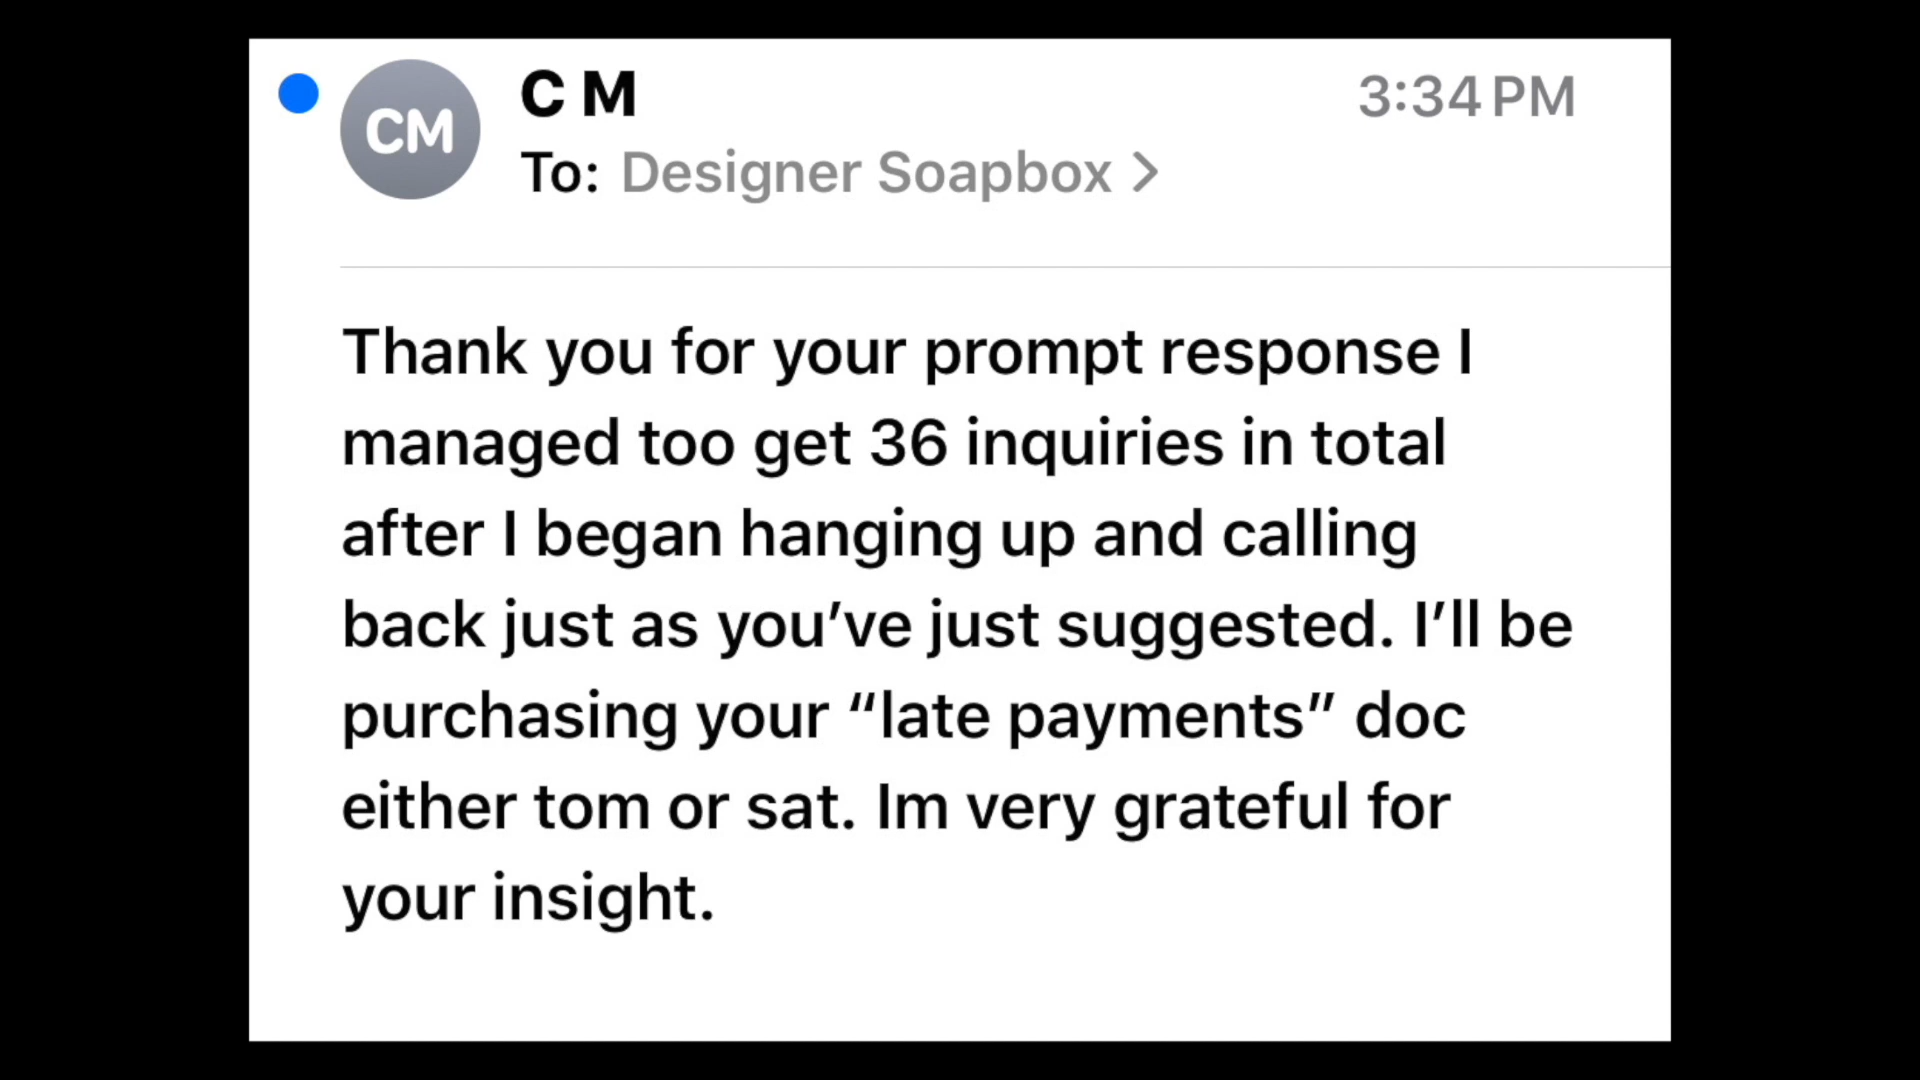 CM
C M
3:34 PM
To: Designer Soapbox >
Thank you for your prompt response I
managed too get 36 inquiries in total
after I began hanging up and calling
back just as you’ve just suggested. I’ll be
purchasing your “late payments” doc
either tom or sat. Im very grateful for
your insight.